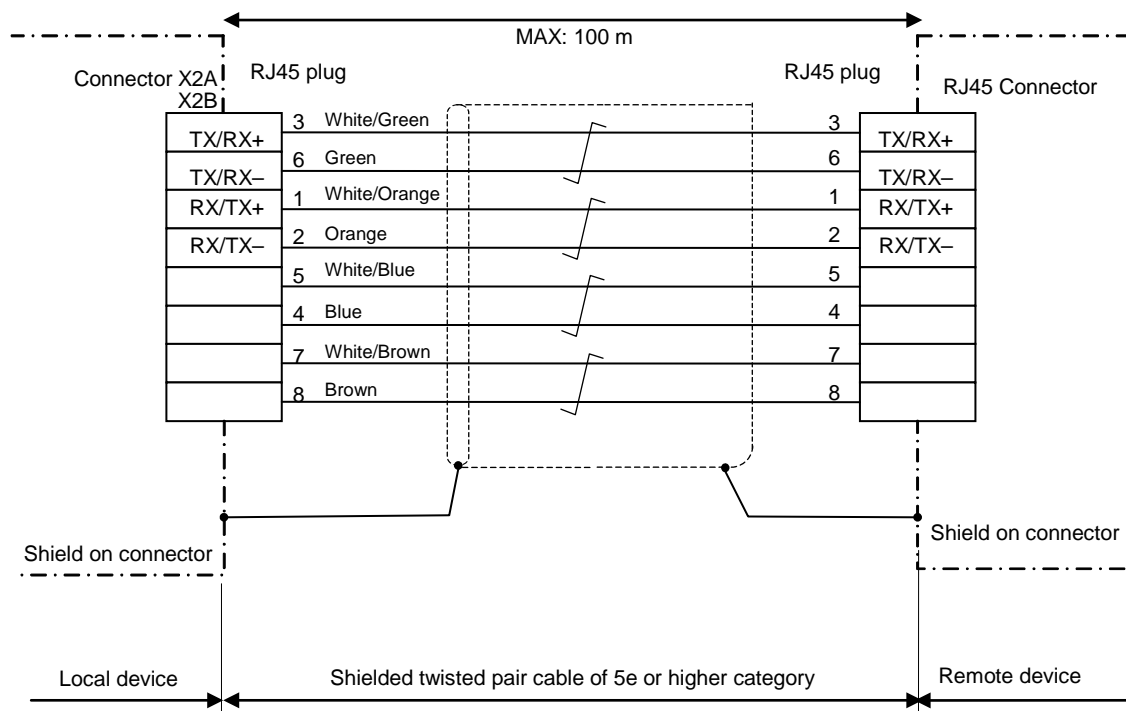 MAX: 100 m
Connector X2A
X2B
RJ45 plug
RJ45 plug
RJ45 Connector
3 White/Green 3
TX/RX+ TX/RX+
6 Green 6
TX/RX– TX/RX–
1 White/Orange 1
RX/TX+ RX/TX+
2 Orange 2
RX/TX– RX/TX–
5 White/Blue 5
4 Blue 4
7 White/Brown 7
8 Brown 8
Shield on connector
Shield on connector
Local device
Shielded twisted pair cable of 5e or higher category
Remote device